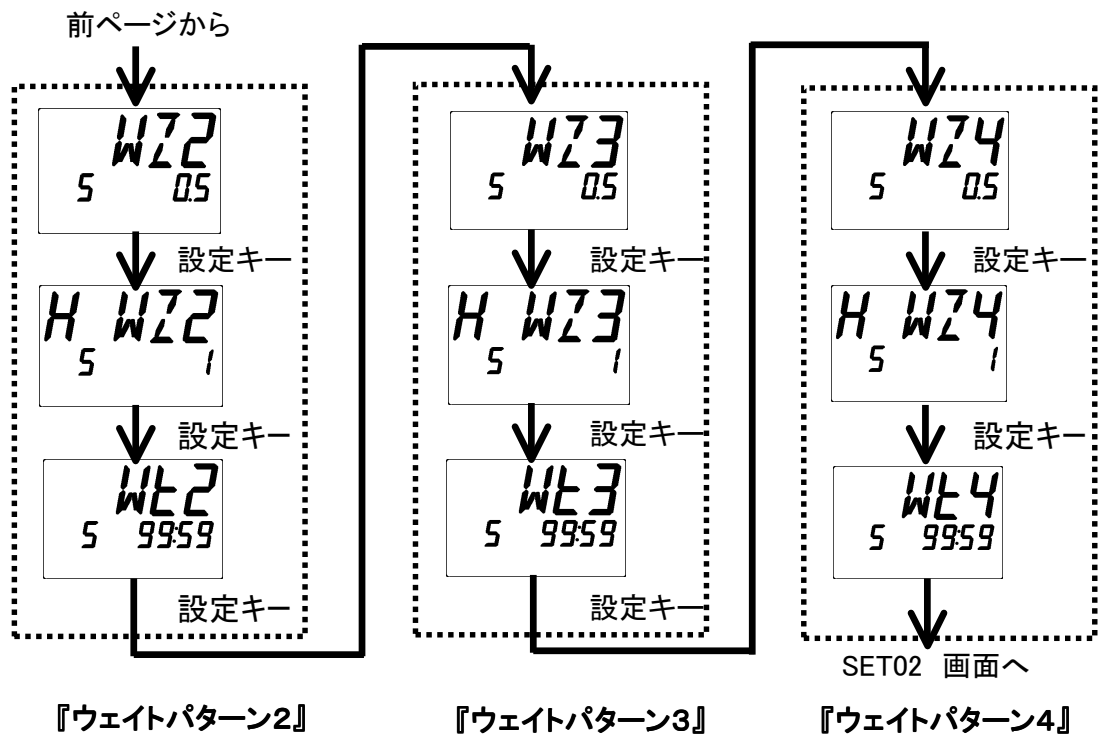 前ページから
WZ2
S 0.5
設定キー
H WZ2
S 1
設定キー
Wt2
S 99:59
設定キー
『ウェイトパターン2』
WZ3
S 0.5
設定キー
H WZ3
S 1
設定キー
Wt3
S 99:59
設定キー
『ウェイトパターン3』
WZ4
S 0.5
設定キー
H WZ4
S 1
設定キー
Wt4
S 99:59
SET02 画面へ
『ウェイトパターン4』